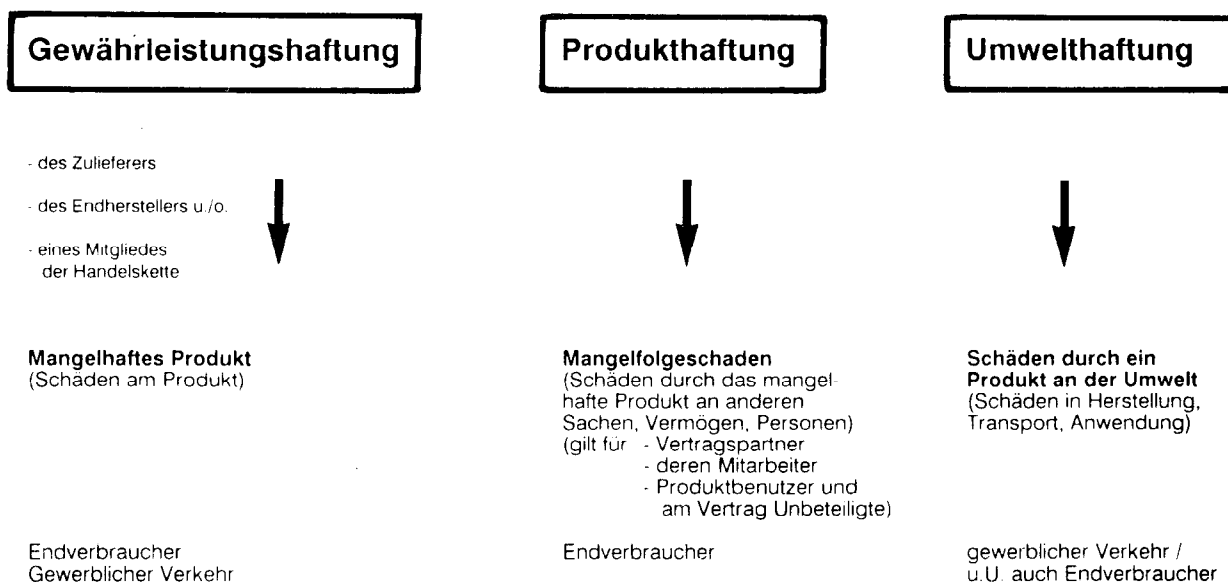 Gewährleistungshaftung
- des Zulieferers
- des Endherstellers u./o.
- eines Mitgliedes
der Handelskette
Mangelhaftes Produkt
(Schäden am Produkt)
Endverbraucher
Gewerblicher Verkehr
Produkthaftung
Mangelfolgeschaden
(Schäden durch das mangel-
hafte Produkt an anderen
Sachen, Vermögen, Personen)
(gilt für - Vertragspartner
- deren Mitarbeiter
- Produktbenutzer und
am Vertrag Unbeteiligte)
Endverbraucher
Umwelthaftung
Schäden durch ein
Produkt an der Umwelt
(Schäden in Herstellung,
Transport, Anwendung)
gewerblicher Verkehr /
u.U. auch Endverbraucher